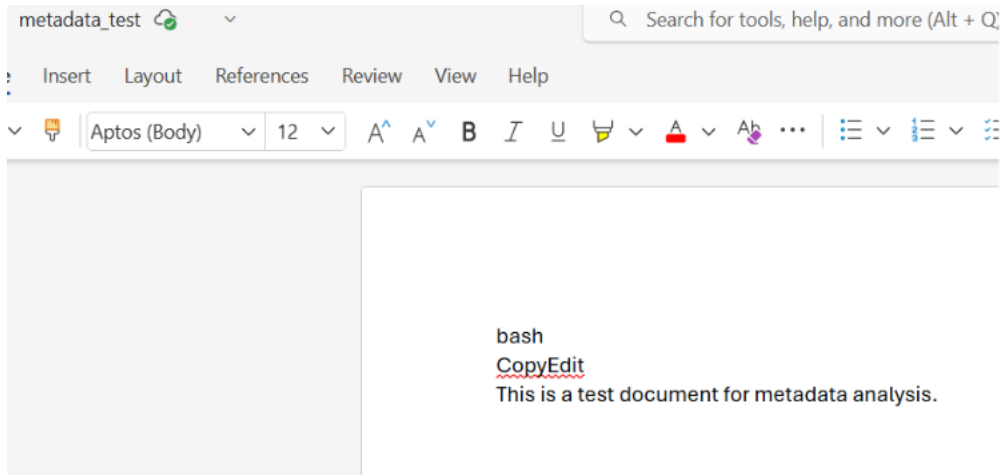 metadata_test
Search for tools, help, and more (Alt + Q)
Insert Layout References Review View Help
Aptos (Body) 12 A A B I U A Ab
bash
CopyEdit
This is a test document for metadata analysis.